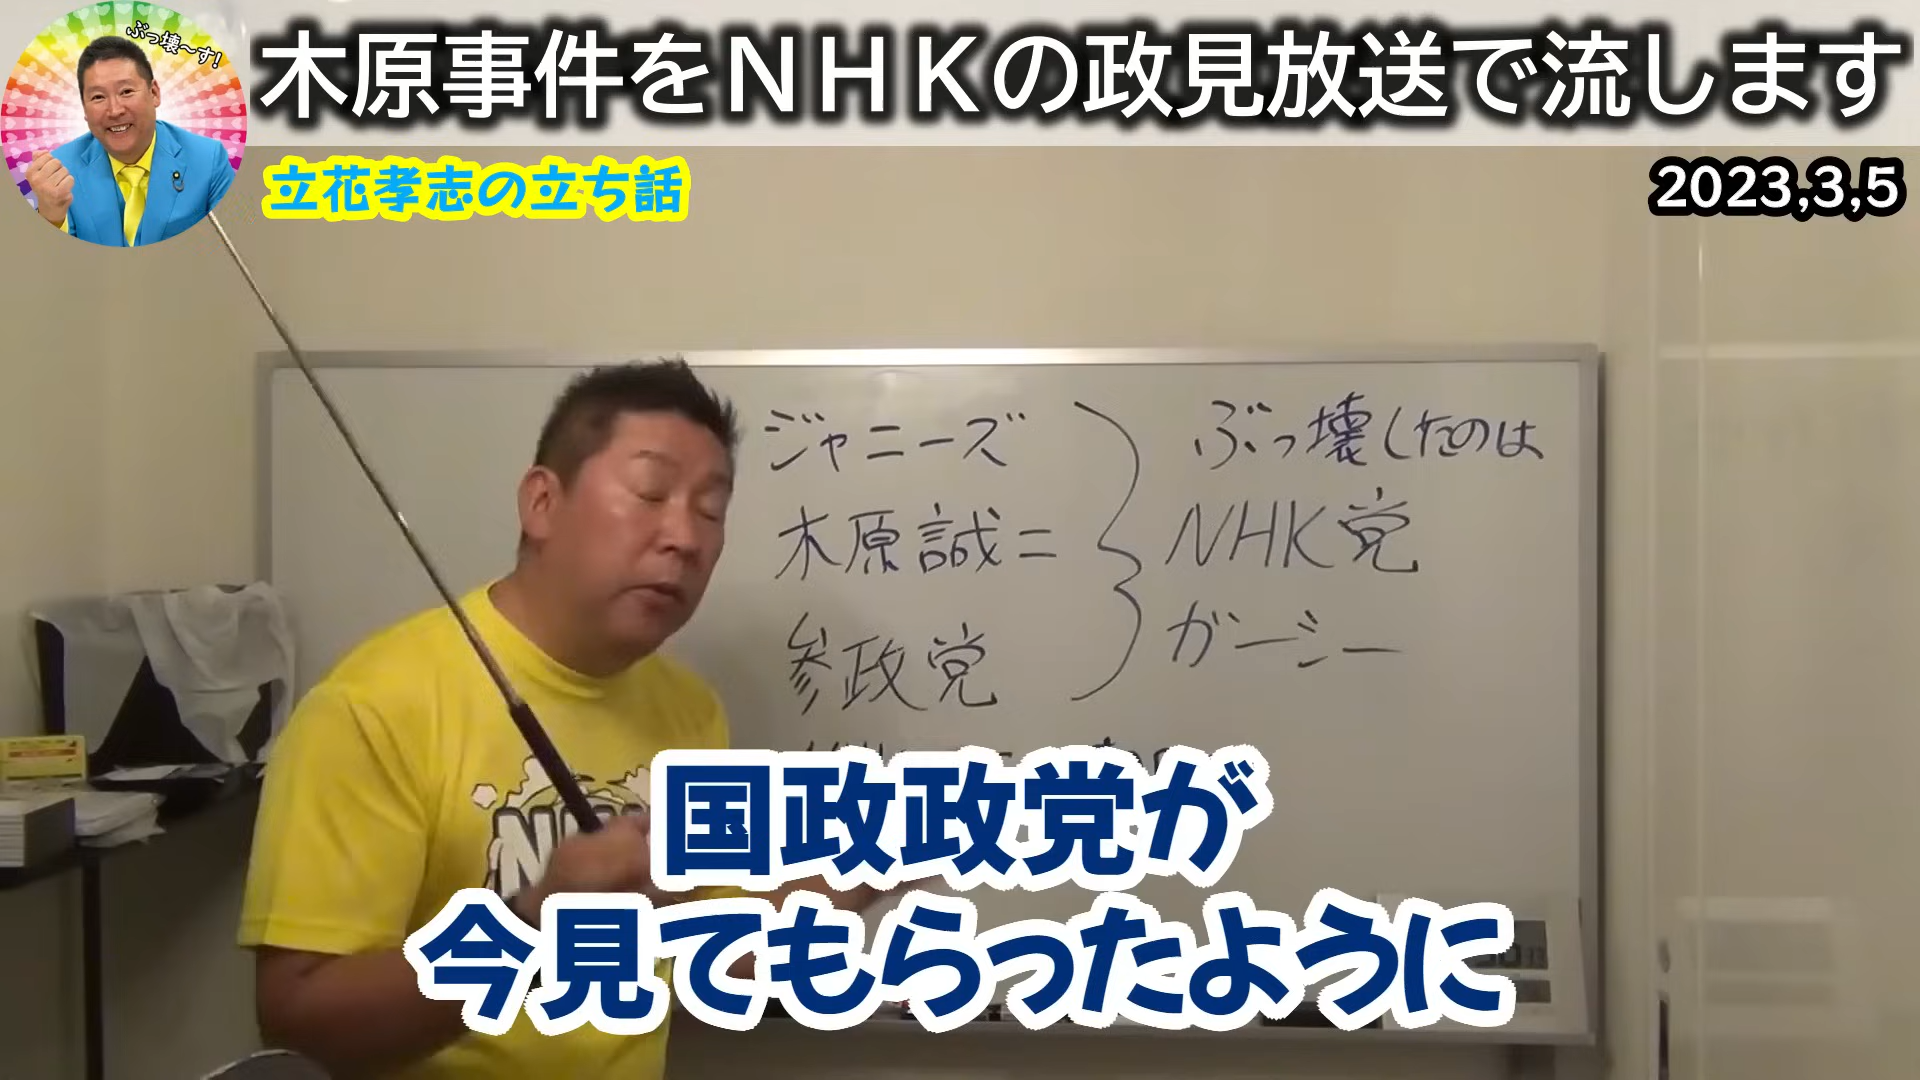 ぶっ壊〜す!
木原事件をNHKの政見放送で流します
立花孝志の立ち話
2023,3,5
ジャニーズ
木原誠二
参政党
ぶっ壊したのは
NHK党
ガーシー
国政政党が
今見てもらったように